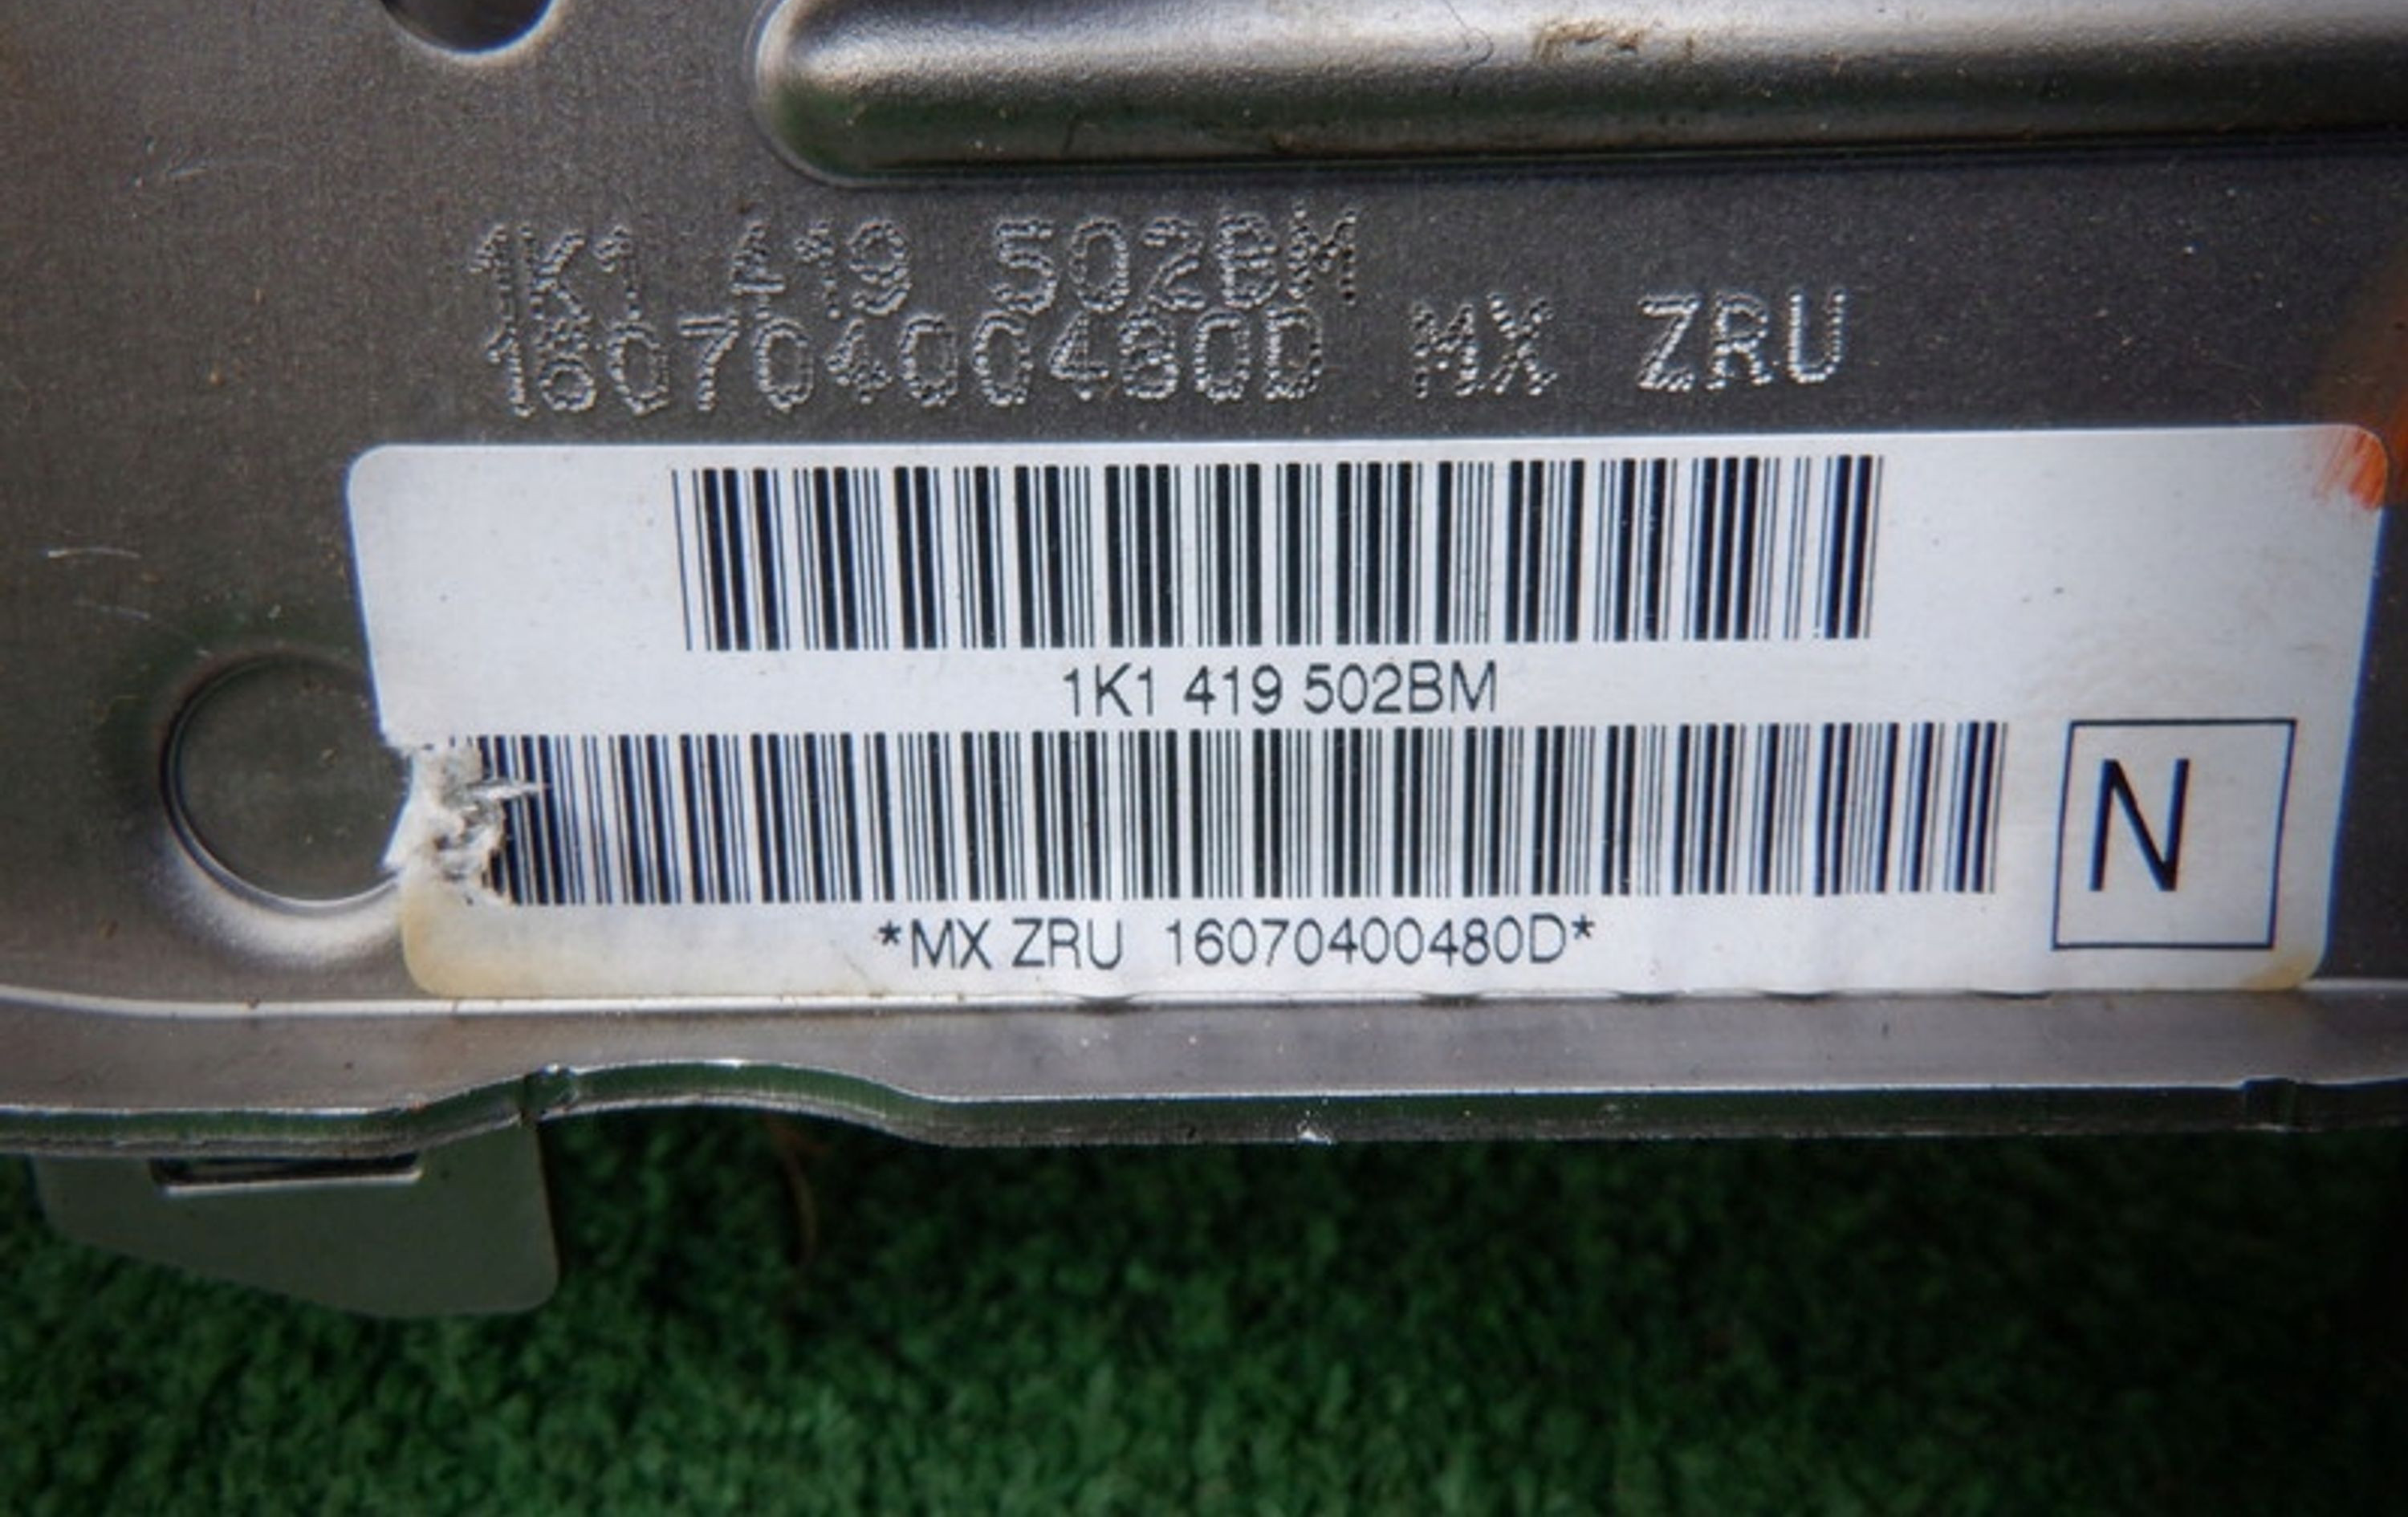 1K1 419 502BM
16070400480D MX ZRU
1K1 419 502BM
N
*MX ZRU 16070400480D*